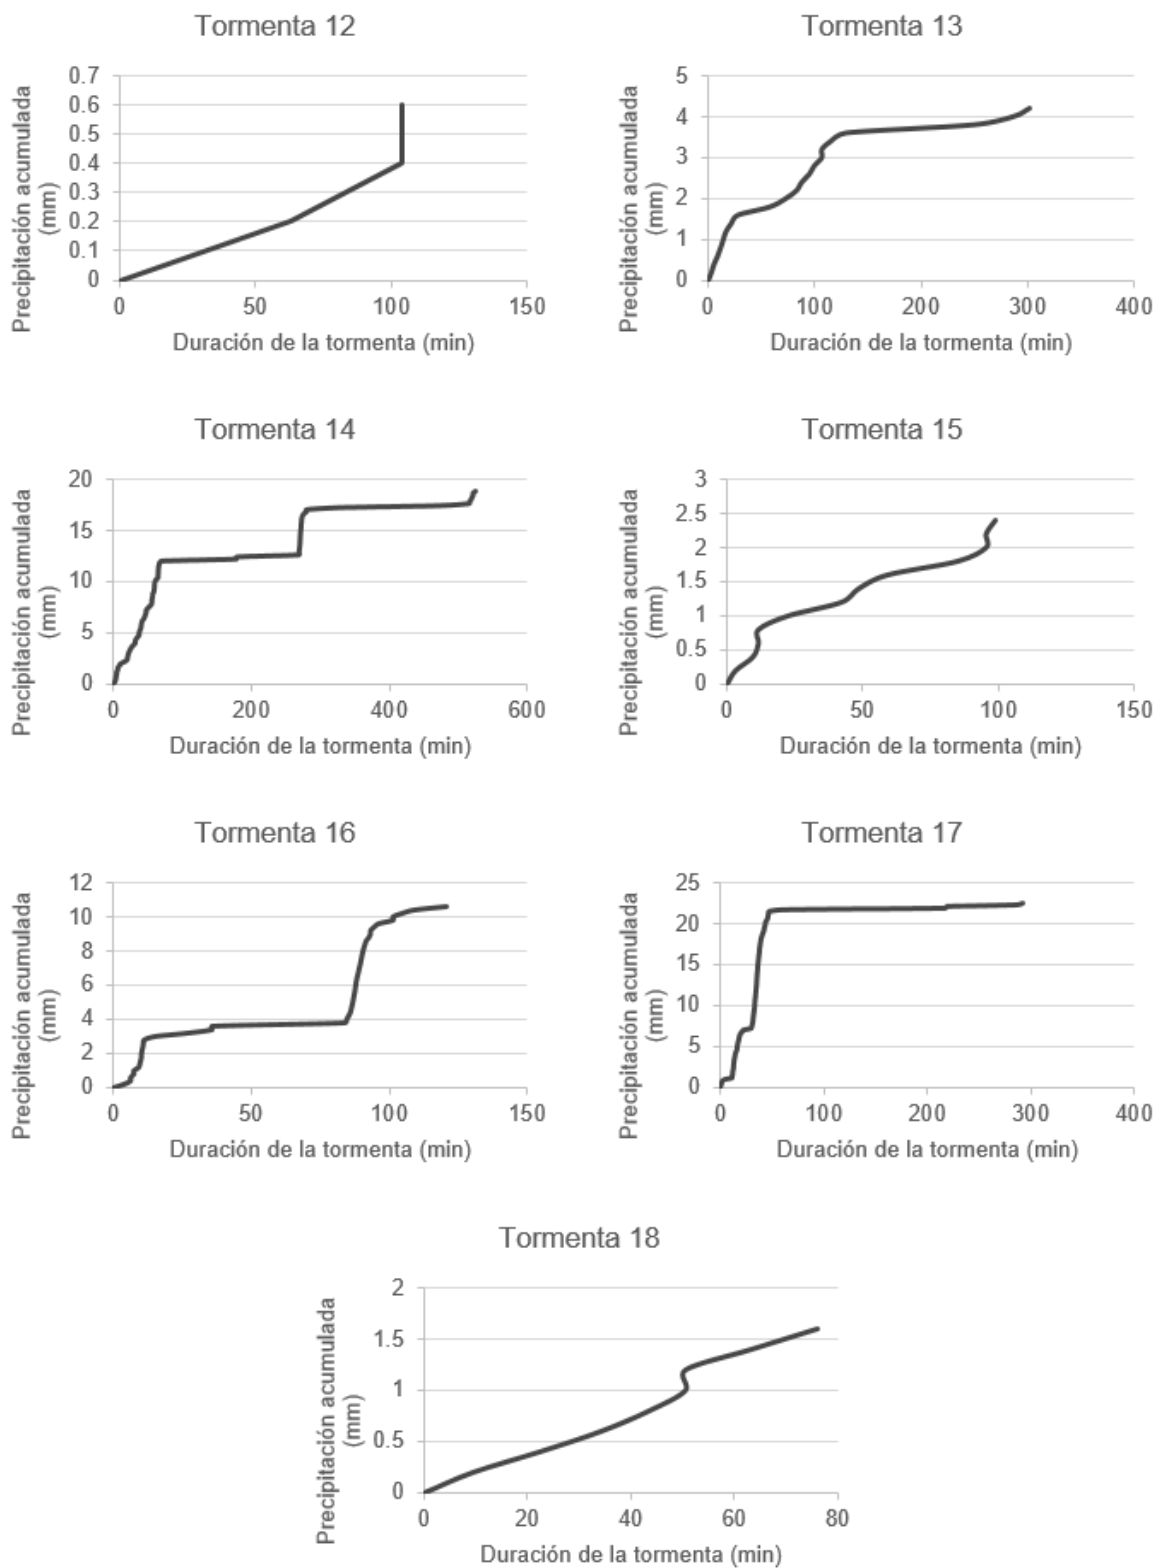 Tormenta 12
Precipitación acumulada
(mm)
0.7
0.6
0.5
0.4
0.3
0.2
0.1
0
0 50 100 150
Duración de la tormenta (min)
Tormenta 13
Precipitación acumulada
(mm)
5
4
3
2
1
0
0 100 200 300 400
Duración de la tormenta (min)
Tormenta 14
Precipitación acumulada
(mm)
20
15
10
5
0
0 200 400 600
Duración de la tormenta (min)
Tormenta 15
Precipitación acumulada
(mm)
3
2.5
2
1.5
1
0.5
0
0 50 100 150
Duración de la tormenta (min)
Tormenta 16
Precipitación acumulada
(mm)
12
10
8
6
4
2
0
0 50 100 150
Duración de la tormenta (min)
Tormenta 17
Precipitación acumulada
(mm)
25
20
15
10
5
0
0 100 200 300 400
Duración de la tormenta (min)
Tormenta 18
Precipitación acumulada
(mm)
2
1.5
1
0.5
0
0 20 40 60 80
Duración de la tormenta (min)